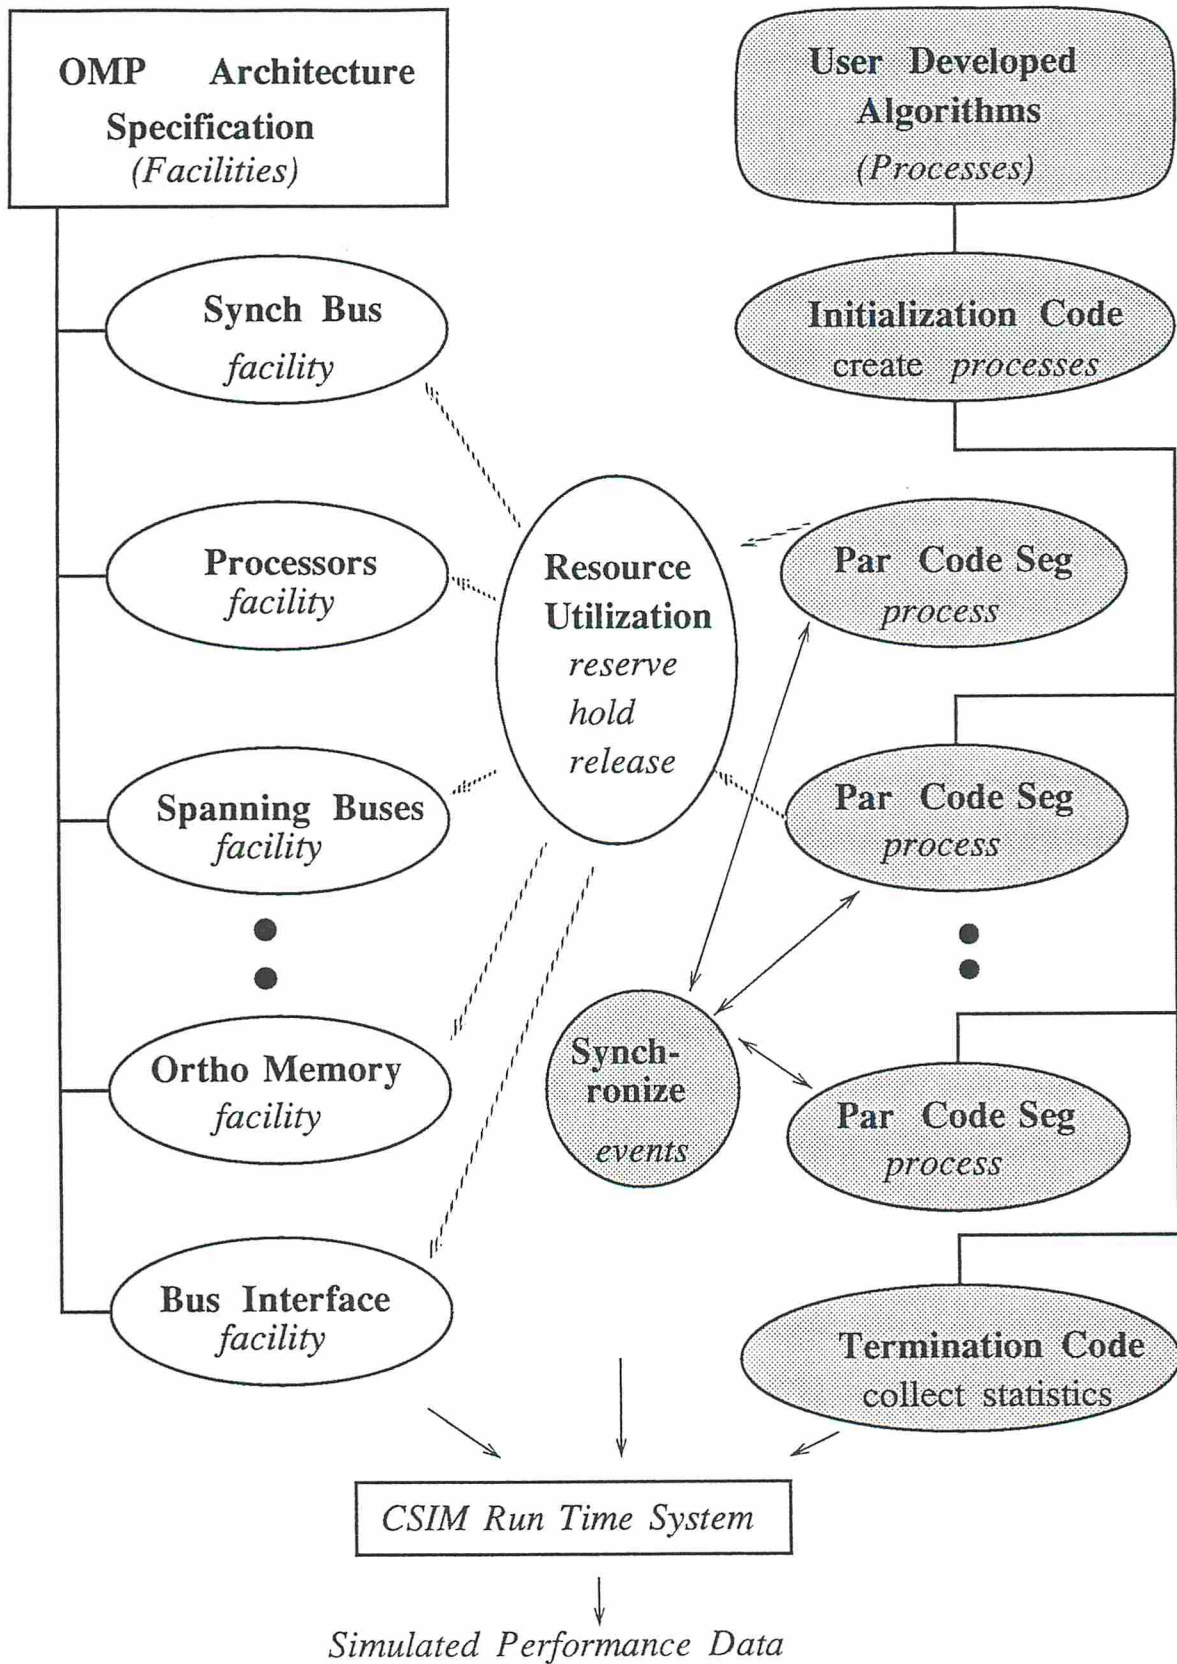 OMP Architecture
Specification
(Facilities)
User Developed
Algorithms
(Processes)
Synch Bus
facility
Initialization Code
create processes
Processors
facility
Resource
Utilization
reserve
hold
release
Par Code Seg
process
Spanning Buses
facility
Par Code Seg
process
Ortho Memory
facility
Synch-
ronize
events
Par Code Seg
process
Bus Interface
facility
Termination Code
collect statistics
CSIM Run Time System
Simulated Performance Data